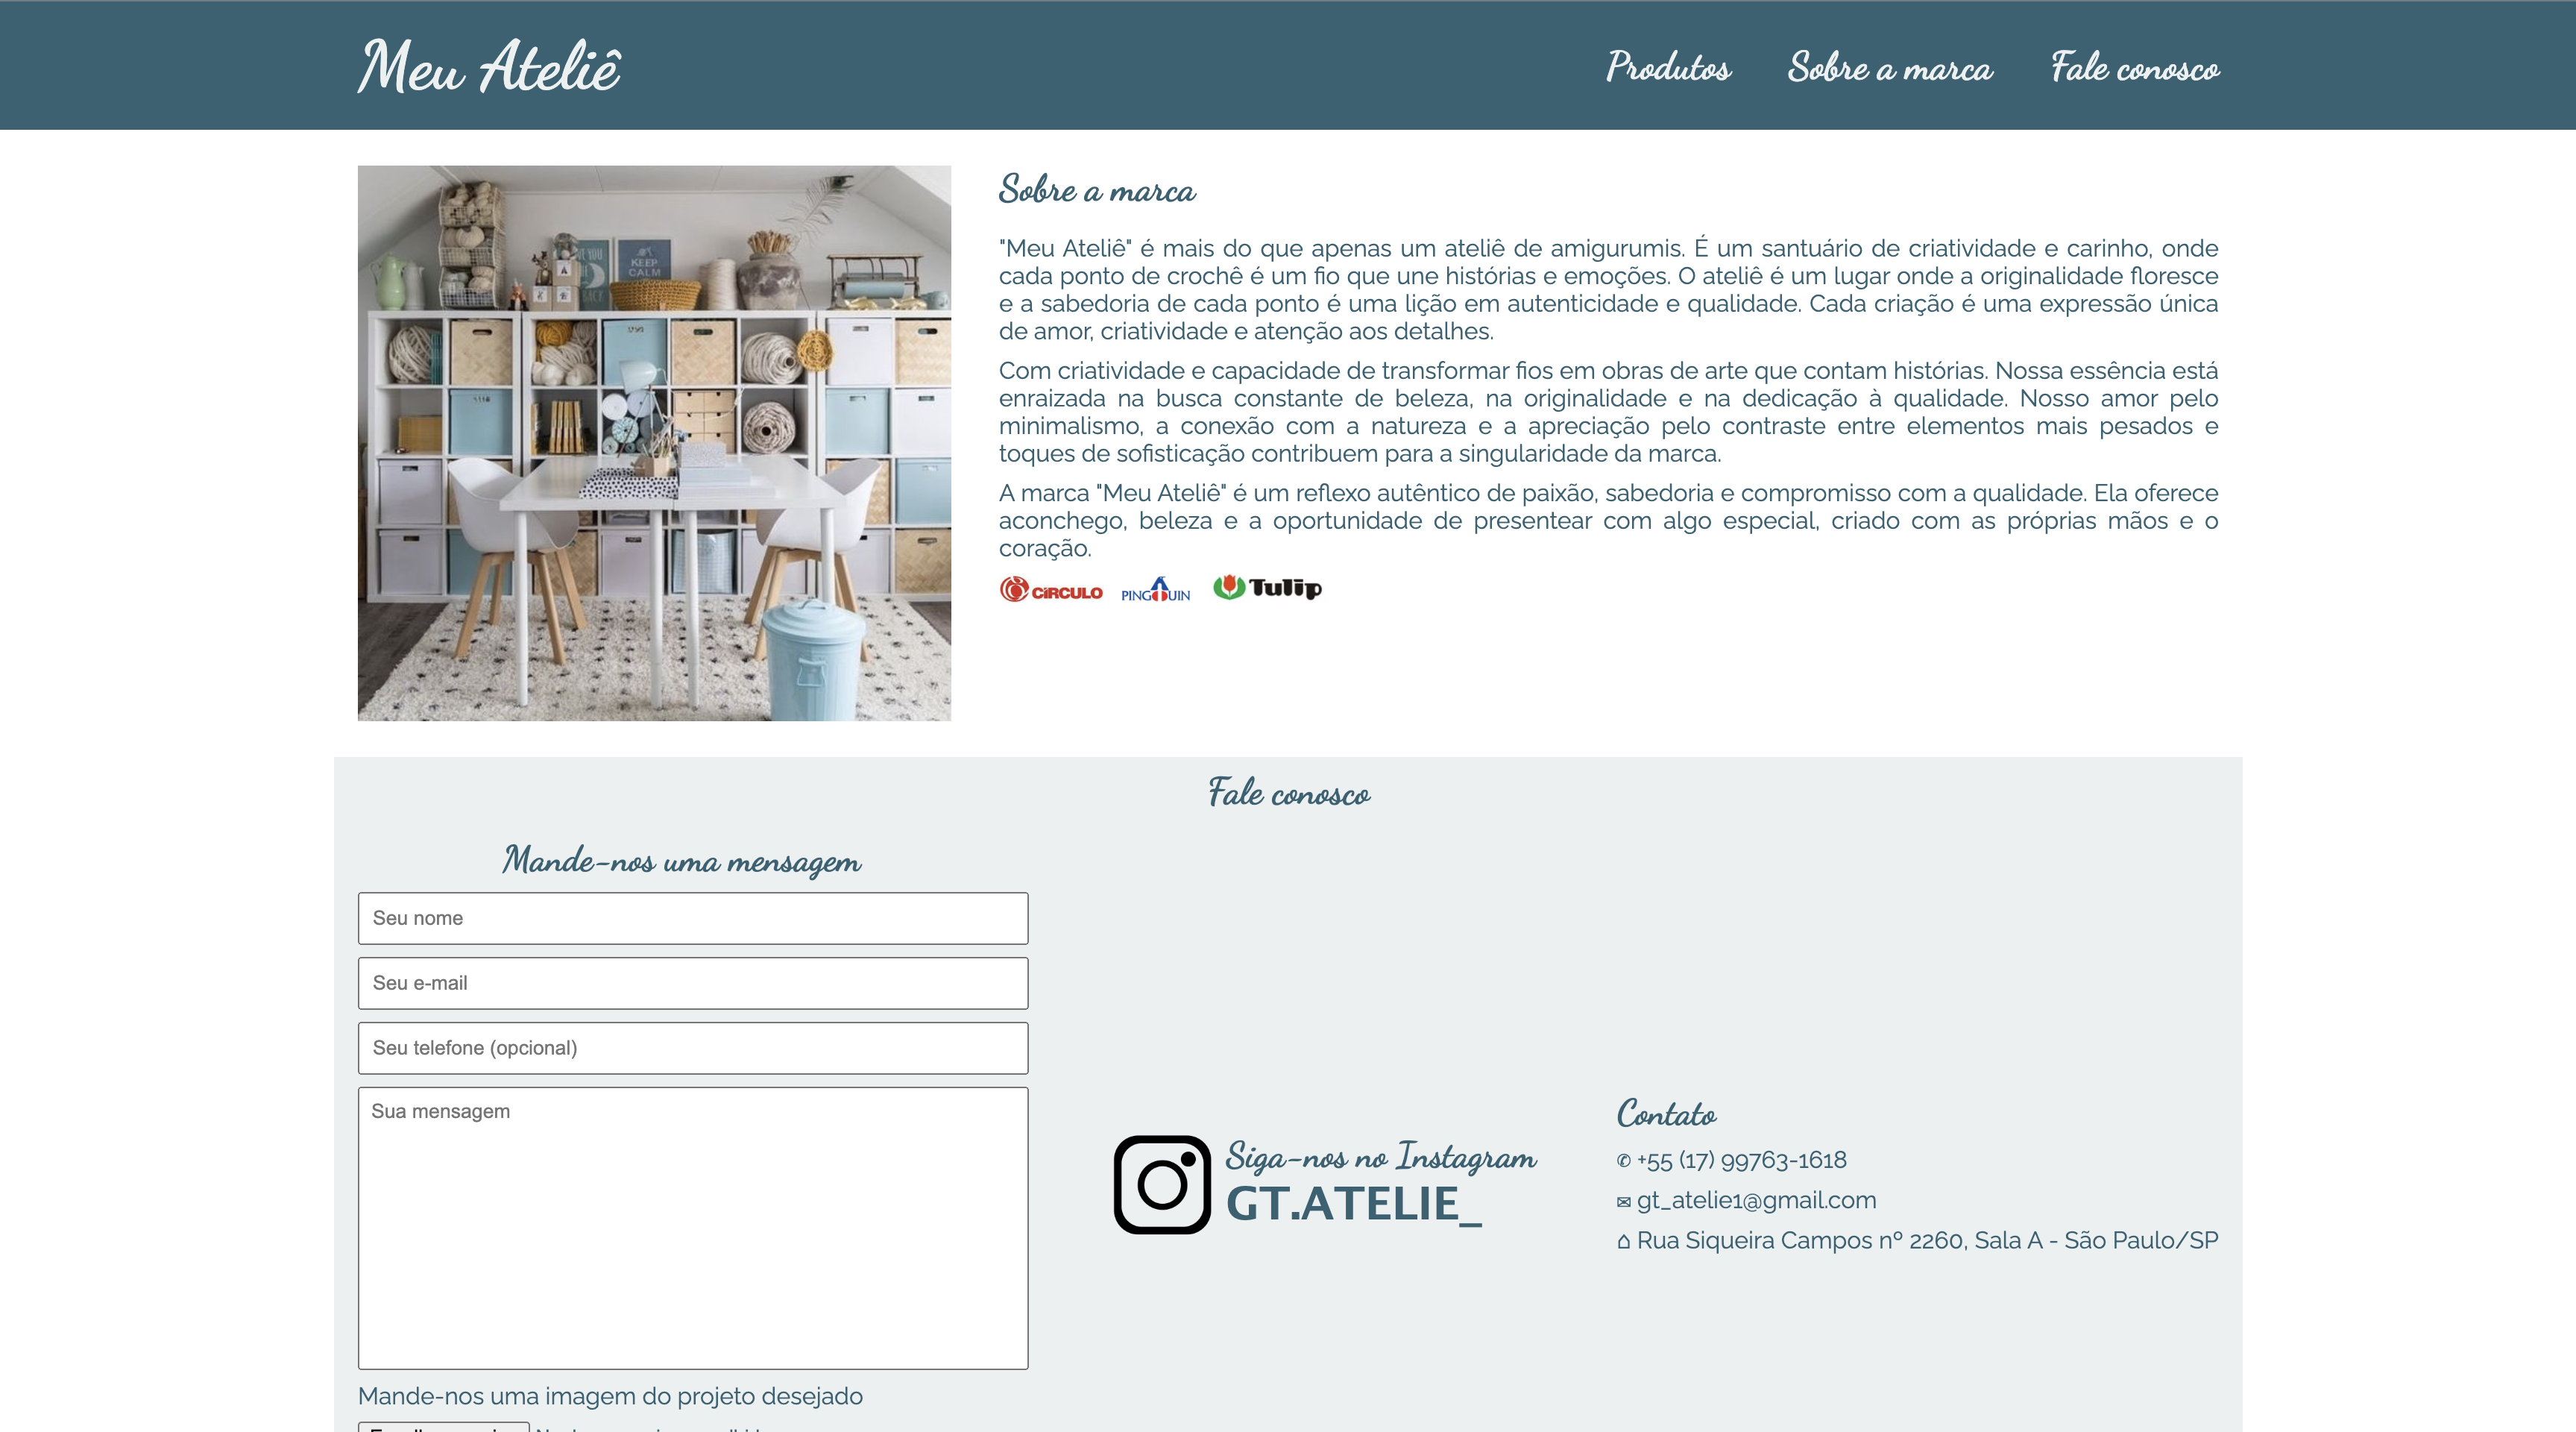 Meu Ateliê
Produtos Sobre a marca Fale conosco
KEEP
CALM
Sobre a marca
"Meu Ateliê" é mais do que apenas um ateliê de amigurumis. É um santuário de criatividade e carinho, onde
cada ponto de crochê é um fio que une histórias e emoções. O ateliê é um lugar onde a originalidade floresce
e a sabedoria de cada ponto é uma lição em autenticidade e qualidade. Cada criação é uma expressão única
de amor, criatividade e atenção aos detalhes.
Com criatividade e capacidade de transformar fios em obras de arte que contam histórias. Nossa essência está
enraizada na busca constante de beleza, na originalidade e na dedicação à qualidade. Nosso amor pelo
minimalismo, a conexão com a natureza e a apreciação pelo contraste entre elementos mais pesados e
toques de sofisticação contribuem para a singularidade da marca.
A marca "Meu Ateliê" é um reflexo autêntico de paixão, sabedoria e compromisso com a qualidade. Ela oferece
aconchego, beleza e a oportunidade de presentear com algo especial, criado com as próprias mãos e o
coração.
CÍRCULO PINGOUIN Tulip
Fale conosco
Mande-nos uma mensagem
Seu nome
Seu e-mail
Seu telefone (opcional)
Sua mensagem
Mande-nos uma imagem do projeto desejado
Siga-nos no Instagram
GT.ATELIE_
Contato
✆ +55 (17) 99763-1618
✉ gt_atelie1@gmail.com
⌂ Rua Siqueira Campos nº 2260, Sala A - São Paulo/SP